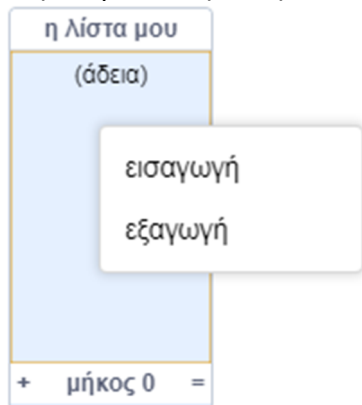 η λίστα μου
(άδεια)
εισαγωγή
εξαγωγή
+ μήκος 0 =